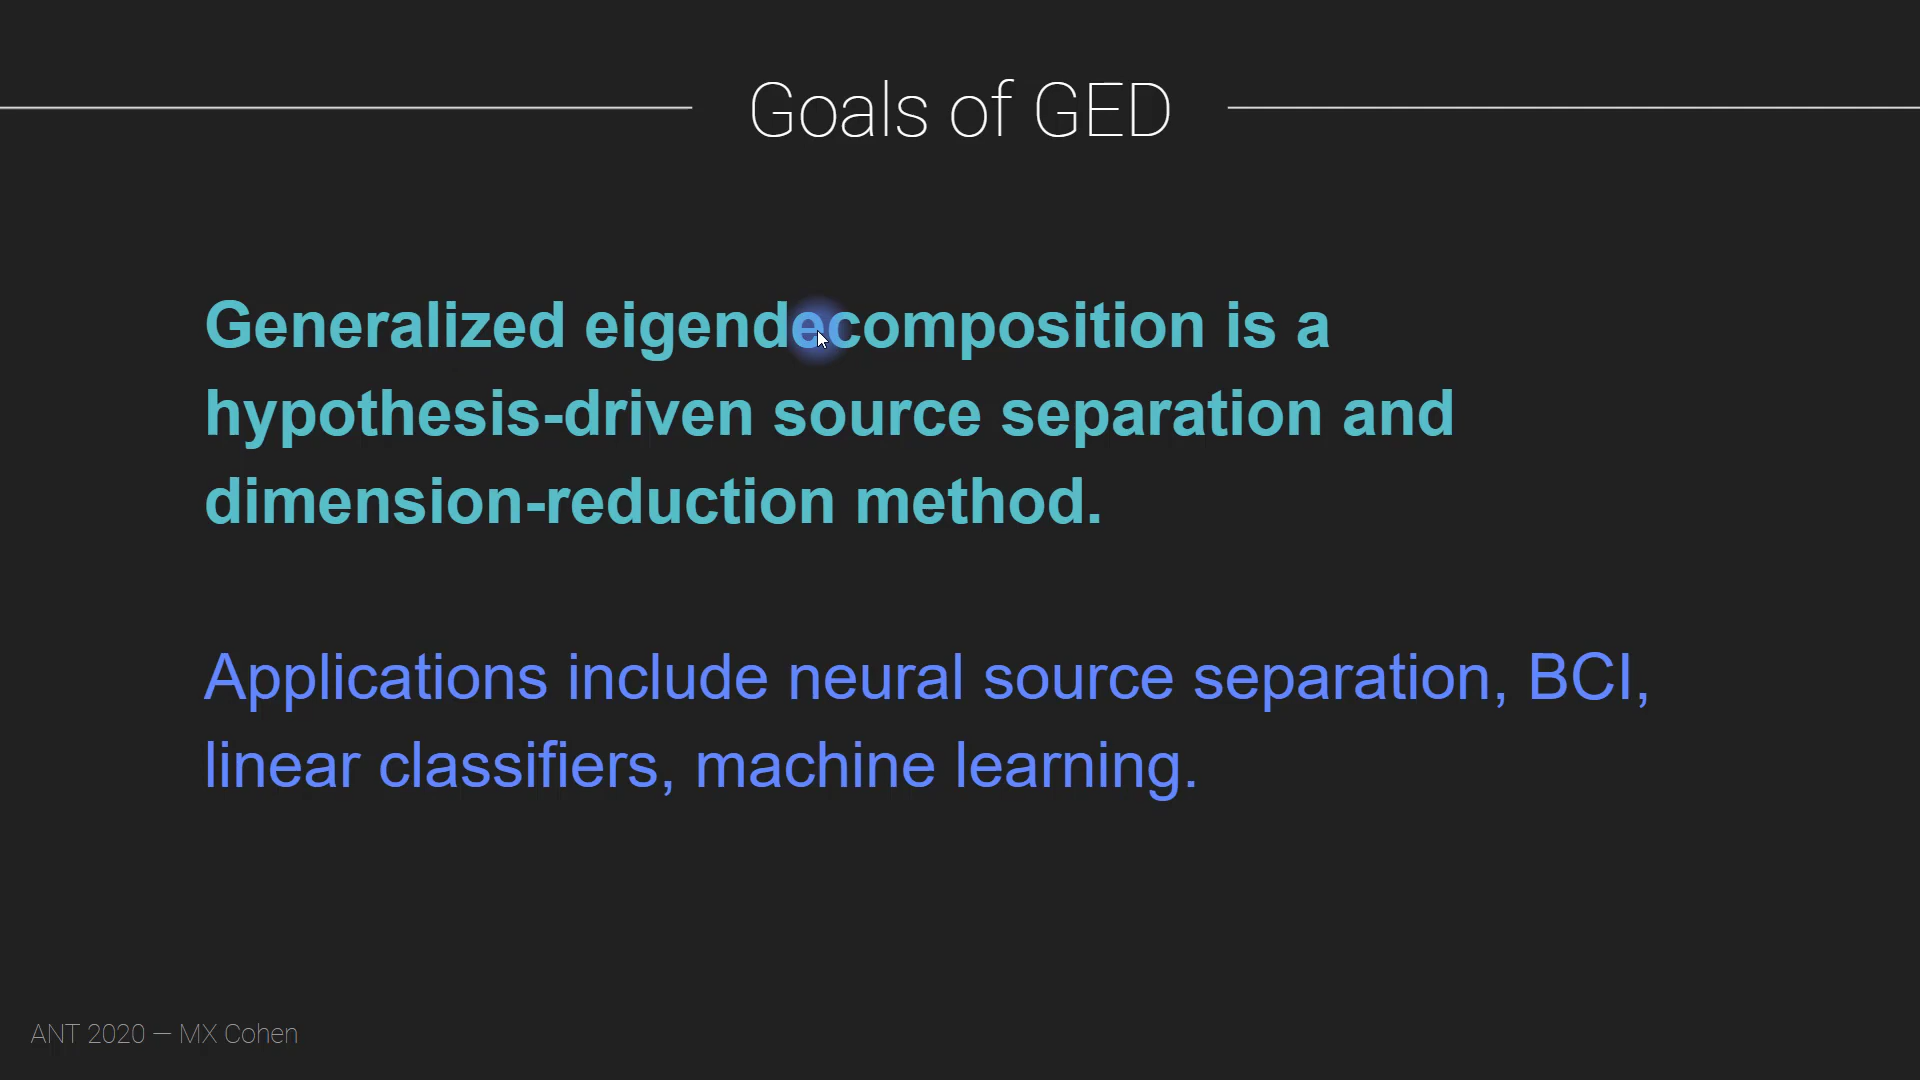 Goals of GED
Generalized eigendecomposition is a
hypothesis-driven source separation and
dimension-reduction method.
Applications include neural source separation, BCI,
linear classifiers, machine learning.
ANT 2020 — MX Cohen